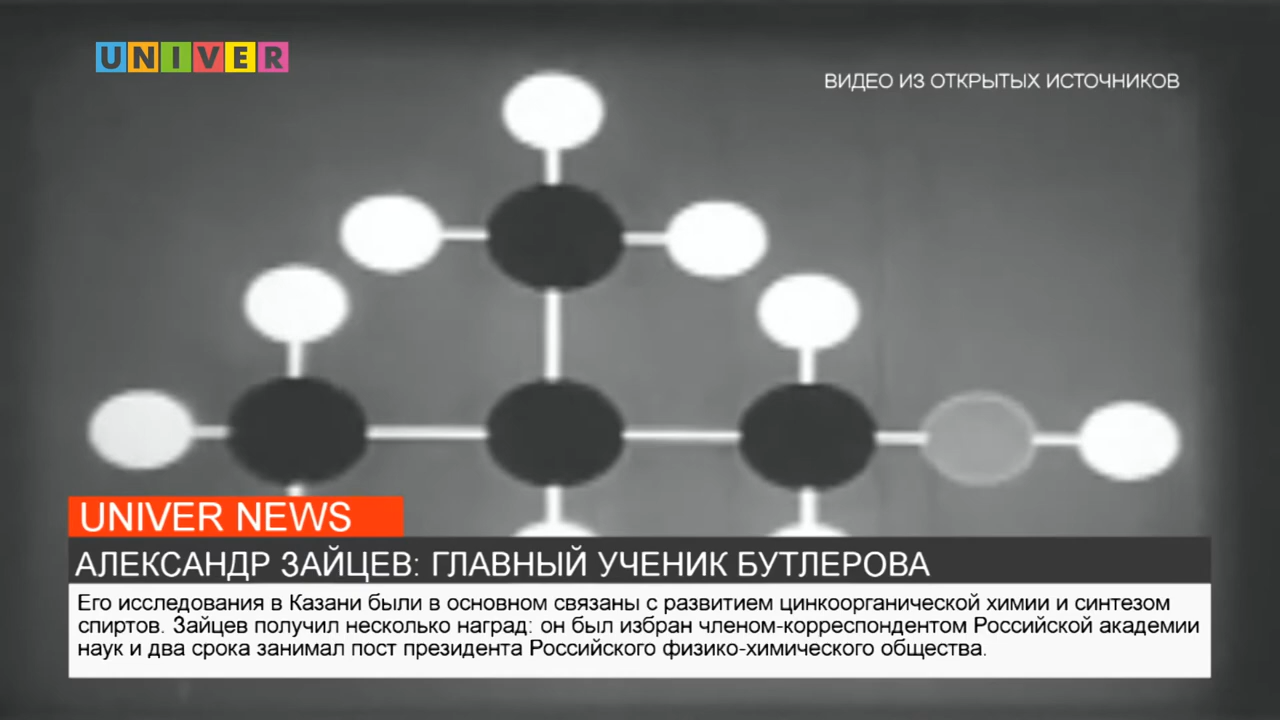 UNIVER
ВИДЕО ИЗ ОТКРЫТЫХ ИСТОЧНИКОВ
UNIVER NEWS
АЛЕКСАНДР ЗАЙЦЕВ: ГЛАВНЫЙ УЧЕНИК БУТЛЕРОВА
Его исследования в Казани были в основном связаны с развитием цинкоорганической химии и синтезом
спиртов. Зайцев получил несколько наград: он был избран членом-корреспондентом Российской академии
наук и два срока занимал пост президента Российского физико-химического общества.